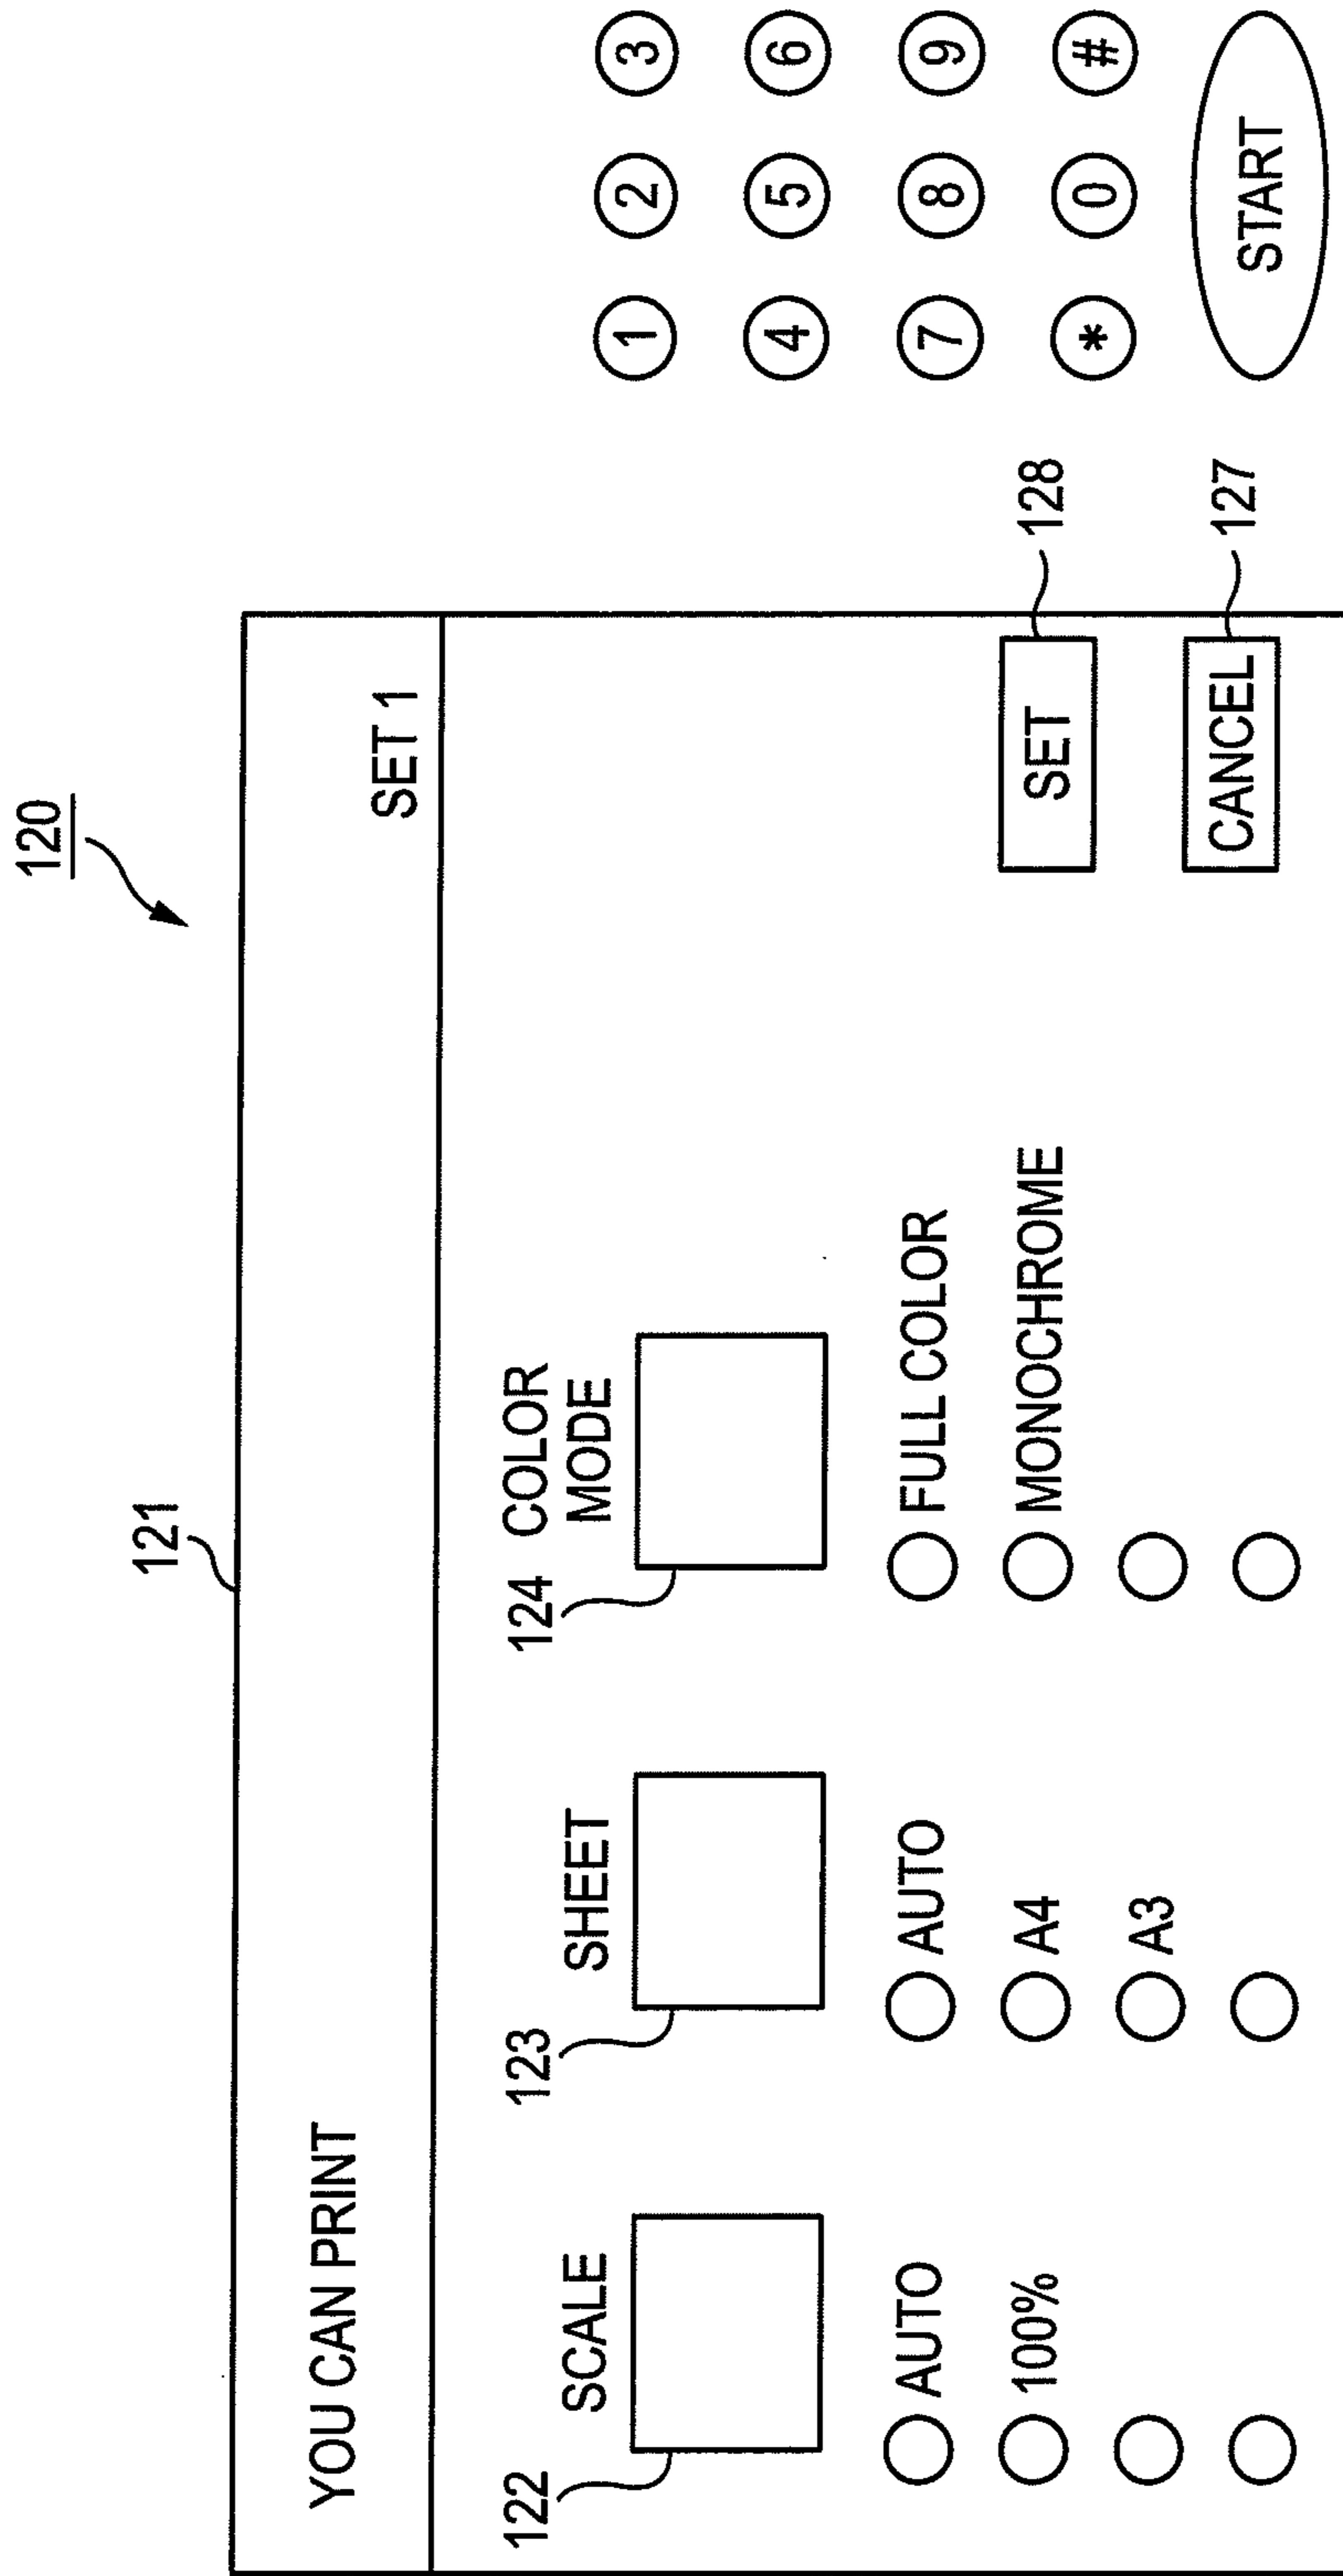 120
121
YOU CAN PRINT
SET 1
SCALE
122
AUTO
100%
SHEET
123
AUTO
A4
A3
COLOR
MODE
124
FULL COLOR
MONOCHROME
SET
128
CANCEL
127
1 2 3
4 5 6
7 8 9
* 0 #
START